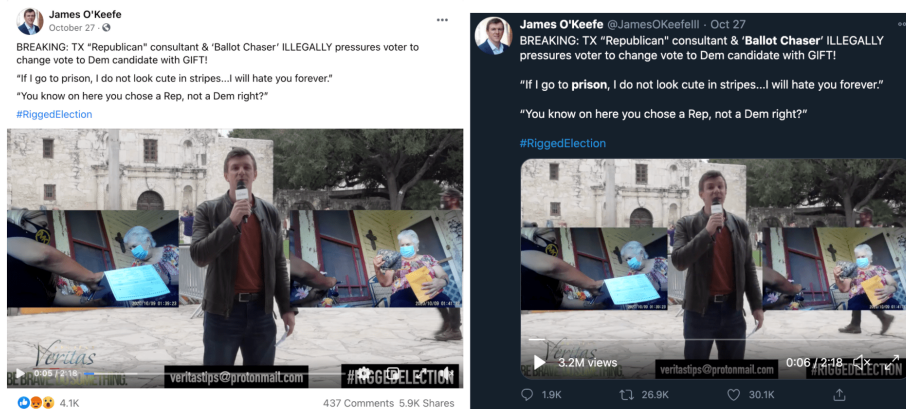 James O'Keefe
October 27 ·
BREAKING: TX “Republican" consultant & ‘Ballot Chaser’ ILLEGALLY pressures voter to
change vote to Dem candidate with GIFT!
“If I go to prison, I do not look cute in stripes...I will hate you forever.”
“You know on here you chose a Rep, not a Dem right?”
#RiggedElection
Veritas
BE BRAVE. DO SOMETHING.
0:05 / 2:18
veritastips@protonmail.com
#RIGGEDELECTION
4.1K
437 Comments 5.9K Shares
James O'Keefe @JamesOKeefeIII · Oct 27
BREAKING: TX “Republican" consultant & ‘Ballot Chaser’ ILLEGALLY
pressures voter to change vote to Dem candidate with GIFT!
“If I go to prison, I do not look cute in stripes...I will hate you forever.”
“You know on here you chose a Rep, not a Dem right?”
#RiggedElection
Veritas
3.2M views
0:06 / 2:18
veritastips@protonmail.com
#RIGGEDELECTION
1.9K
26.9K
30.1K